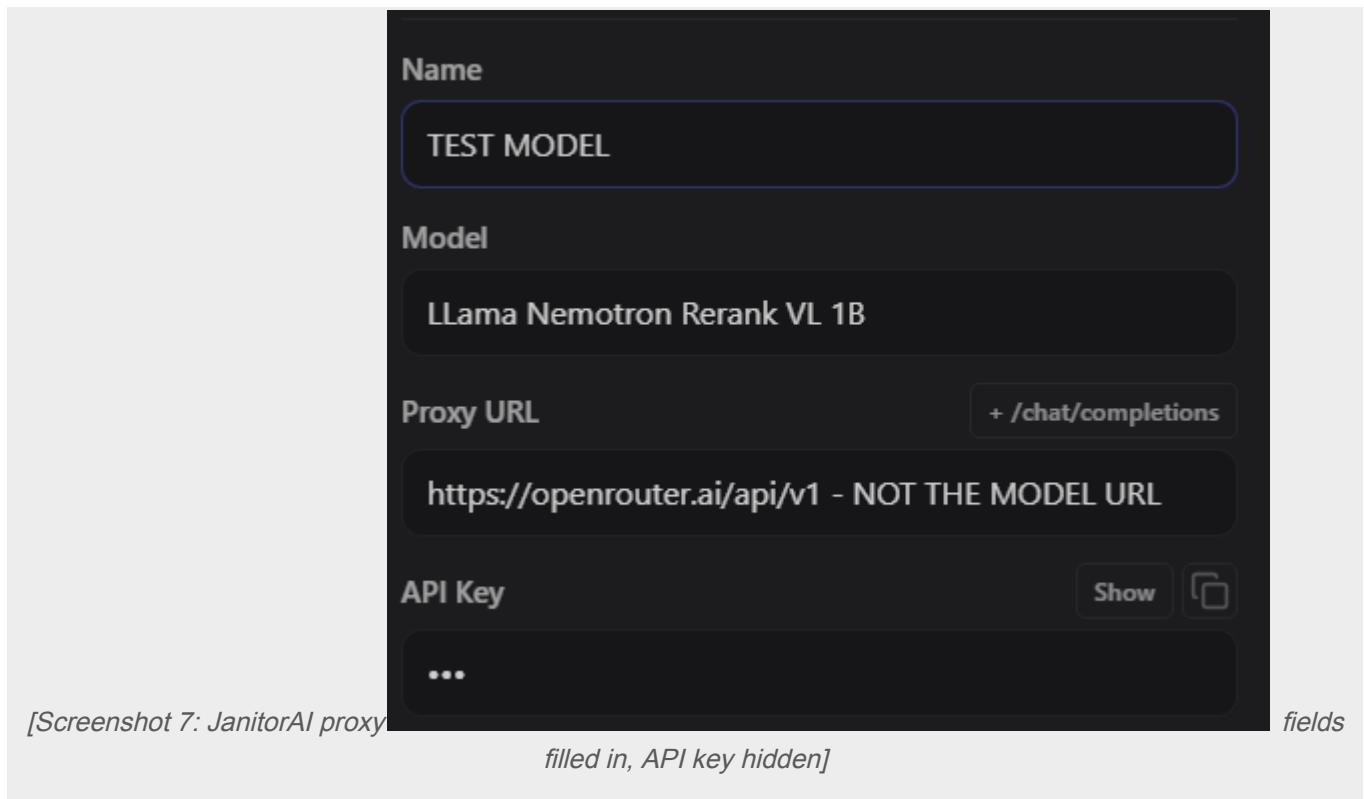 Name
TEST MODEL
Model
LLama Nemotron Rerank VL 1B
Proxy URL
+ /chat/completions
https://openrouter.ai/api/v1 - NOT THE MODEL URL
API Key
Show
•••
[Screenshot 7: JanitorAI proxy fields
filled in, API key hidden]